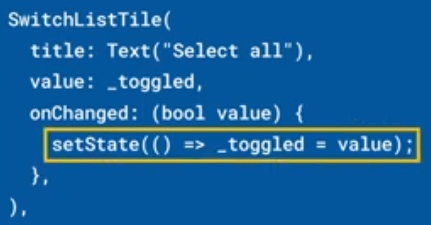 SwitchListTile(
title: Text("Select all"),
value: _toggled,
onChanged: (bool value) {
setState(() => _toggled = value);
},
),